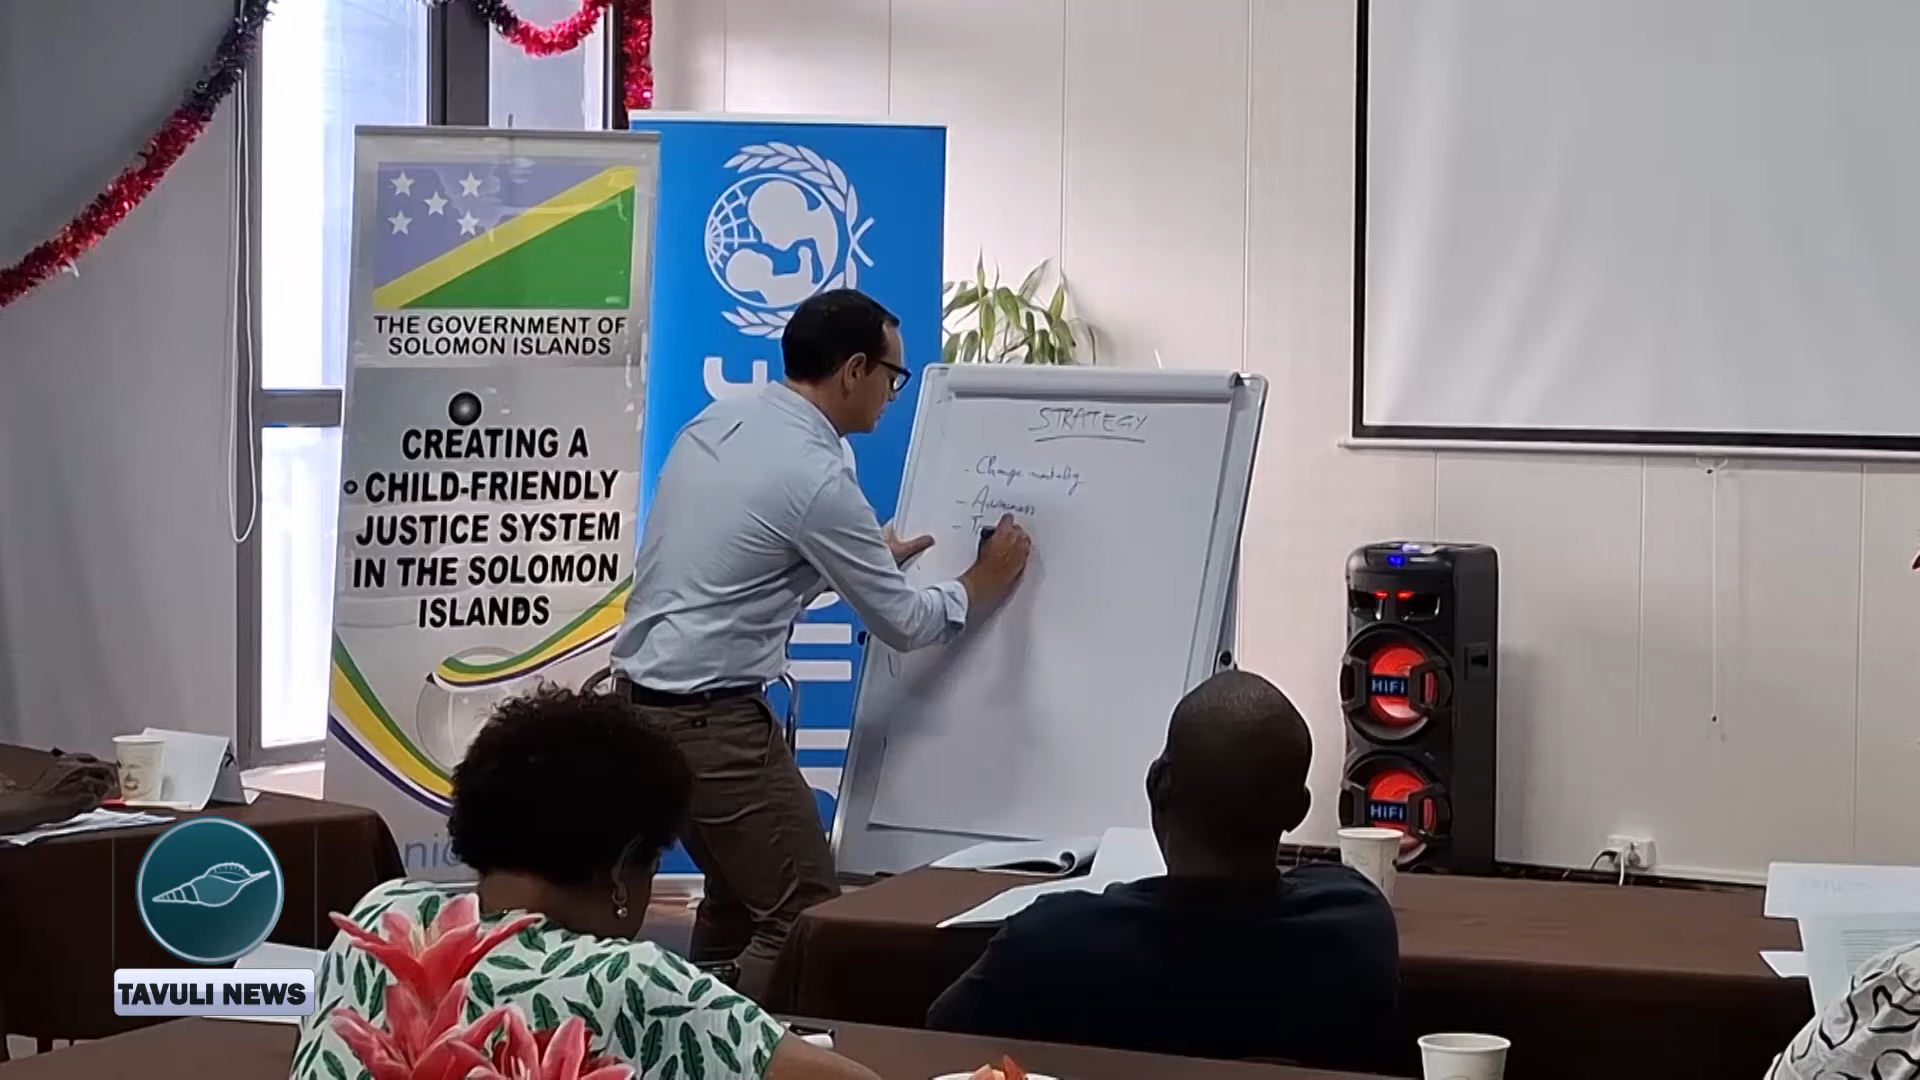 THE GOVERNMENT OF
SOLOMON ISLANDS
CREATING A
CHILD-FRIENDLY
JUSTICE SYSTEM
IN THE SOLOMON
ISLANDS
STRATEGY
- Change mentality
- Awareness
HiFi
HiFi
TAVULI NEWS